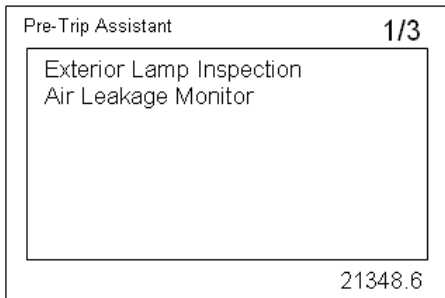 Pre-Trip Assistant 1/3
Exterior Lamp Inspection
Air Leakage Monitor
21348.6